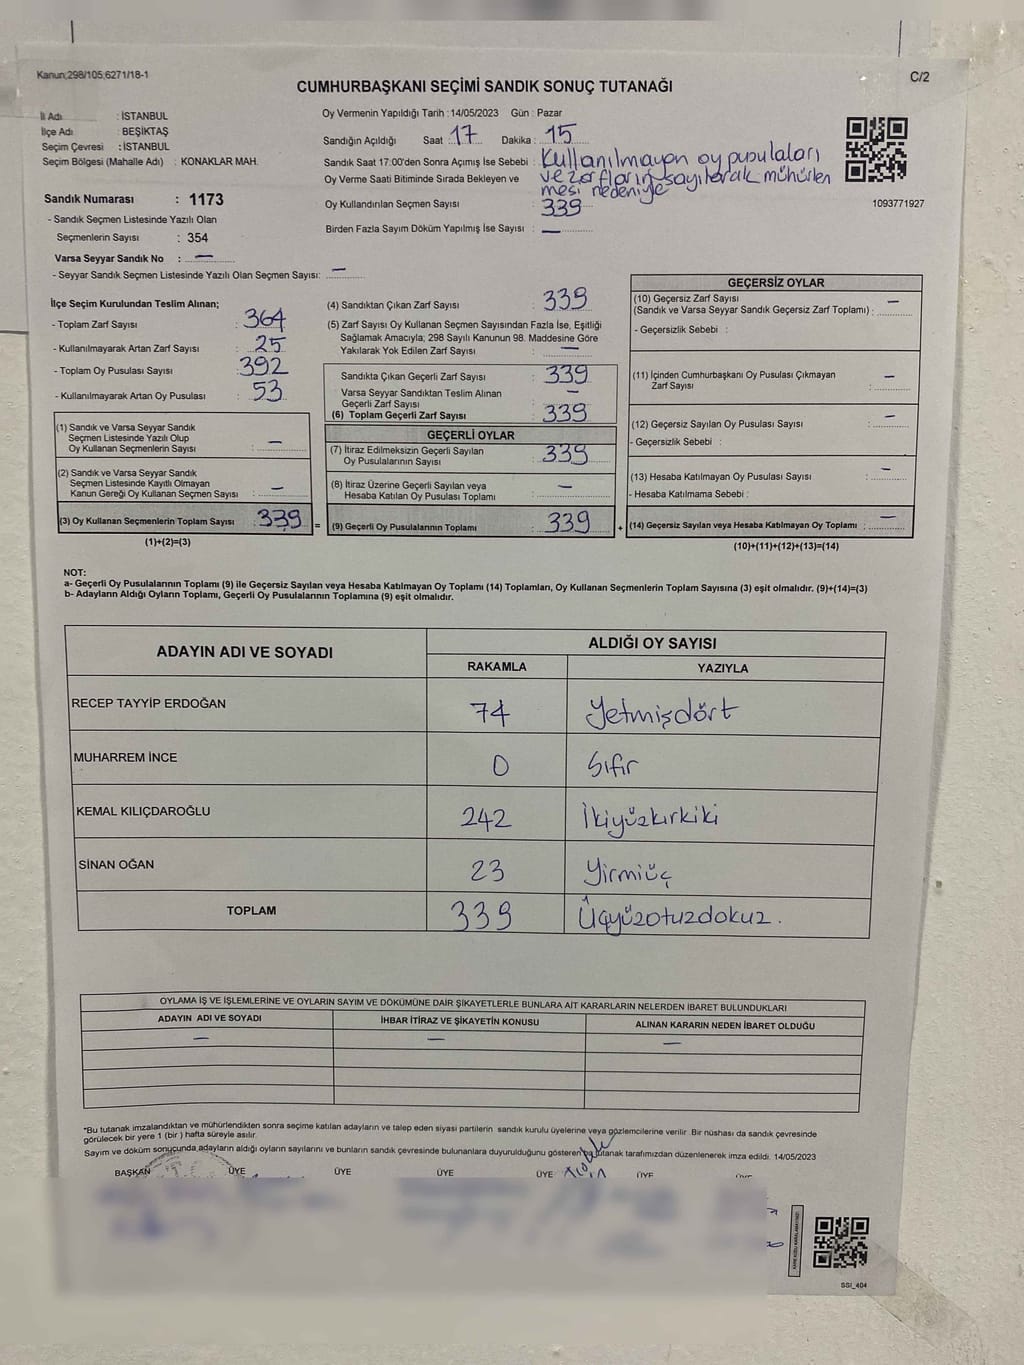 Kanun;298/105;6271/18-1
C/2
CUMHURBAŞKANI SEÇİMİ SANDIK SONUÇ TUTANAĞI
İl Adı : İSTANBUL
İlçe Adı : BEŞİKTAŞ
Seçim Çevresi : İSTANBUL
Seçim Bölgesi (Mahalle Adı) : KONAKLAR MAH.
Sandık Numarası : 1173
- Sandık Seçmen Listesinde Yazılı Olan
Seçmenlerin Sayısı : 354
Varsa Seyyar Sandık No : —
- Seyyar Sandık Seçmen Listesinde Yazılı Olan Seçmen Sayısı: —
Oy Vermenin Yapıldığı Tarih : 14/05/2023 Gün : Pazar
Sandığın Açıldığı Saat : 17 Dakika : 15
Sandık Saat 17:00'den Sonra Açımış İse Sebebi : Kullanılmayan oy pusulaları
ve zarfların sayılarak mühürlen
mesi nedeniyle
Oy Verme Saati Bitiminde Sırada Bekleyen ve
Oy Kullandırılan Seçmen Sayısı : 339
Birden Fazla Sayım Döküm Yapılmış İse Sayısı : —
1093771927
İlçe Seçim Kurulundan Teslim Alınan;
- Toplam Zarf Sayısı : 364
- Kullanılmayarak Artan Zarf Sayısı : 25
- Toplam Oy Pusulası Sayısı : 392
- Kullanılmayarak Artan Oy Pusulası : 53
(1) Sandık ve Varsa Seyyar Sandık
Seçmen Listesinde Yazılı Olup
Oy Kullanan Seçmenlerin Sayısı : —
(2) Sandık ve Varsa Seyyar Sandık
Seçmen Listesinde Kayıtlı Olmayan
Kanun Gereği Oy Kullanan Seçmen Sayısı : —
(3) Oy Kullanan Seçmenlerin Toplam Sayısı : 339 =
(1)+(2)=(3)
(4) Sandıktan Çıkan Zarf Sayısı : 339
(5) Zarf Sayısı Oy Kullanan Seçmen Sayısından Fazla İse, Eşitliği
Sağlamak Amacıyla; 298 Sayılı Kanunun 98. Maddesine Göre
Yakılarak Yok Edilen Zarf Sayısı : —
Sandıkta Çıkan Geçerli Zarf Sayısı : 339
Varsa Seyyar Sandıktan Teslim Alınan
Geçerli Zarf Sayısı : —
(6) Toplam Geçerli Zarf Sayısı : 339
GEÇERLİ OYLAR
(7) İtiraz Edilmeksizin Geçerli Sayılan
Oy Pusulalarının Sayısı : 339
(8) İtiraz Üzerine Geçerli Sayılan veya
Hesaba Katılan Oy Pusulası Toplamı : —
(9) Geçerli Oy Pusulalarının Toplamı : 339 +
GEÇERSİZ OYLAR
(10) Geçersiz Zarf Sayısı
(Sandık ve Varsa Seyyar Sandık Geçersiz Zarf Toplamı) : —
- Geçersizlik Sebebi :
(11) İçinden Cumhurbaşkanı Oy Pusulası Çıkmayan
Zarf Sayısı : —
(12) Geçersiz Sayılan Oy Pusulası Sayısı : —
- Geçersizlik Sebebi :
(13) Hesaba Katılmayan Oy Pusulası Sayısı : —
- Hesaba Katılmama Sebebi :
(14) Geçersiz Sayılan veya Hesaba Katılmayan Oy Toplamı : —
(10)+(11)+(12)+(13)=(14)
NOT:
a- Geçerli Oy Pusulalarının Toplamı (9) ile Geçersiz Sayılan veya Hesaba Katılmayan Oy Toplamı (14) Toplamları, Oy Kullanan Seçmenlerin Toplam Sayısına (3) eşit olmalıdır. (9)+(14)=(3)
b- Adayların Aldığı Oyların Toplamı, Geçerli Oy Pusulalarının Toplamına (9) eşit olmalıdır.
ADAYIN ADI VE SOYADI
ALDIĞI OY SAYISI
RAKAMLA YAZIYLA
RECEP TAYYİP ERDOĞAN 74 Yetmişdört
MUHARREM İNCE 0 Sıfır
KEMAL KILIÇDAROĞLU 242 İkiyüzkırkiki
SİNAN OĞAN 23 Yirmiüç
TOPLAM 339 Üçyüzotuzdokuz.
OYLAMA İŞ VE İŞLEMLERİNE VE OYLARIN SAYIM VE DÖKÜMÜNE DAİR ŞİKAYETLERLE BUNLARA AİT KARARLARIN NELERDEN İBARET BULUNDUKLARI
ADAYIN ADI VE SOYADI İHBAR İTİRAZ VE ŞİKAYETİN KONUSU ALINAN KARARIN NEDEN İBARET OLDUĞU
— — —
*Bu tutanak imzalandıktan ve mühürlendikten sonra seçime katılan adayların ve talep eden siyasi partilerin sandık kurulu üyelerine veya gözlemcilerine verilir. Bir nüshası da sandık çevresinde
görülecek bir yere 1 (bir ) hafta süreyle asılır.
Sayım ve döküm sonucunda adayların aldığı oyların sayılarını ve bunların sandık çevresinde bulunanlara duyurulduğunu gösteren bu tutanak tarafımızdan düzenlenerek imza edildi. 14/05/2023
BAŞKAN ÜYE ÜYE ÜYE ÜYE ÜYE ÜYE
SSI_404